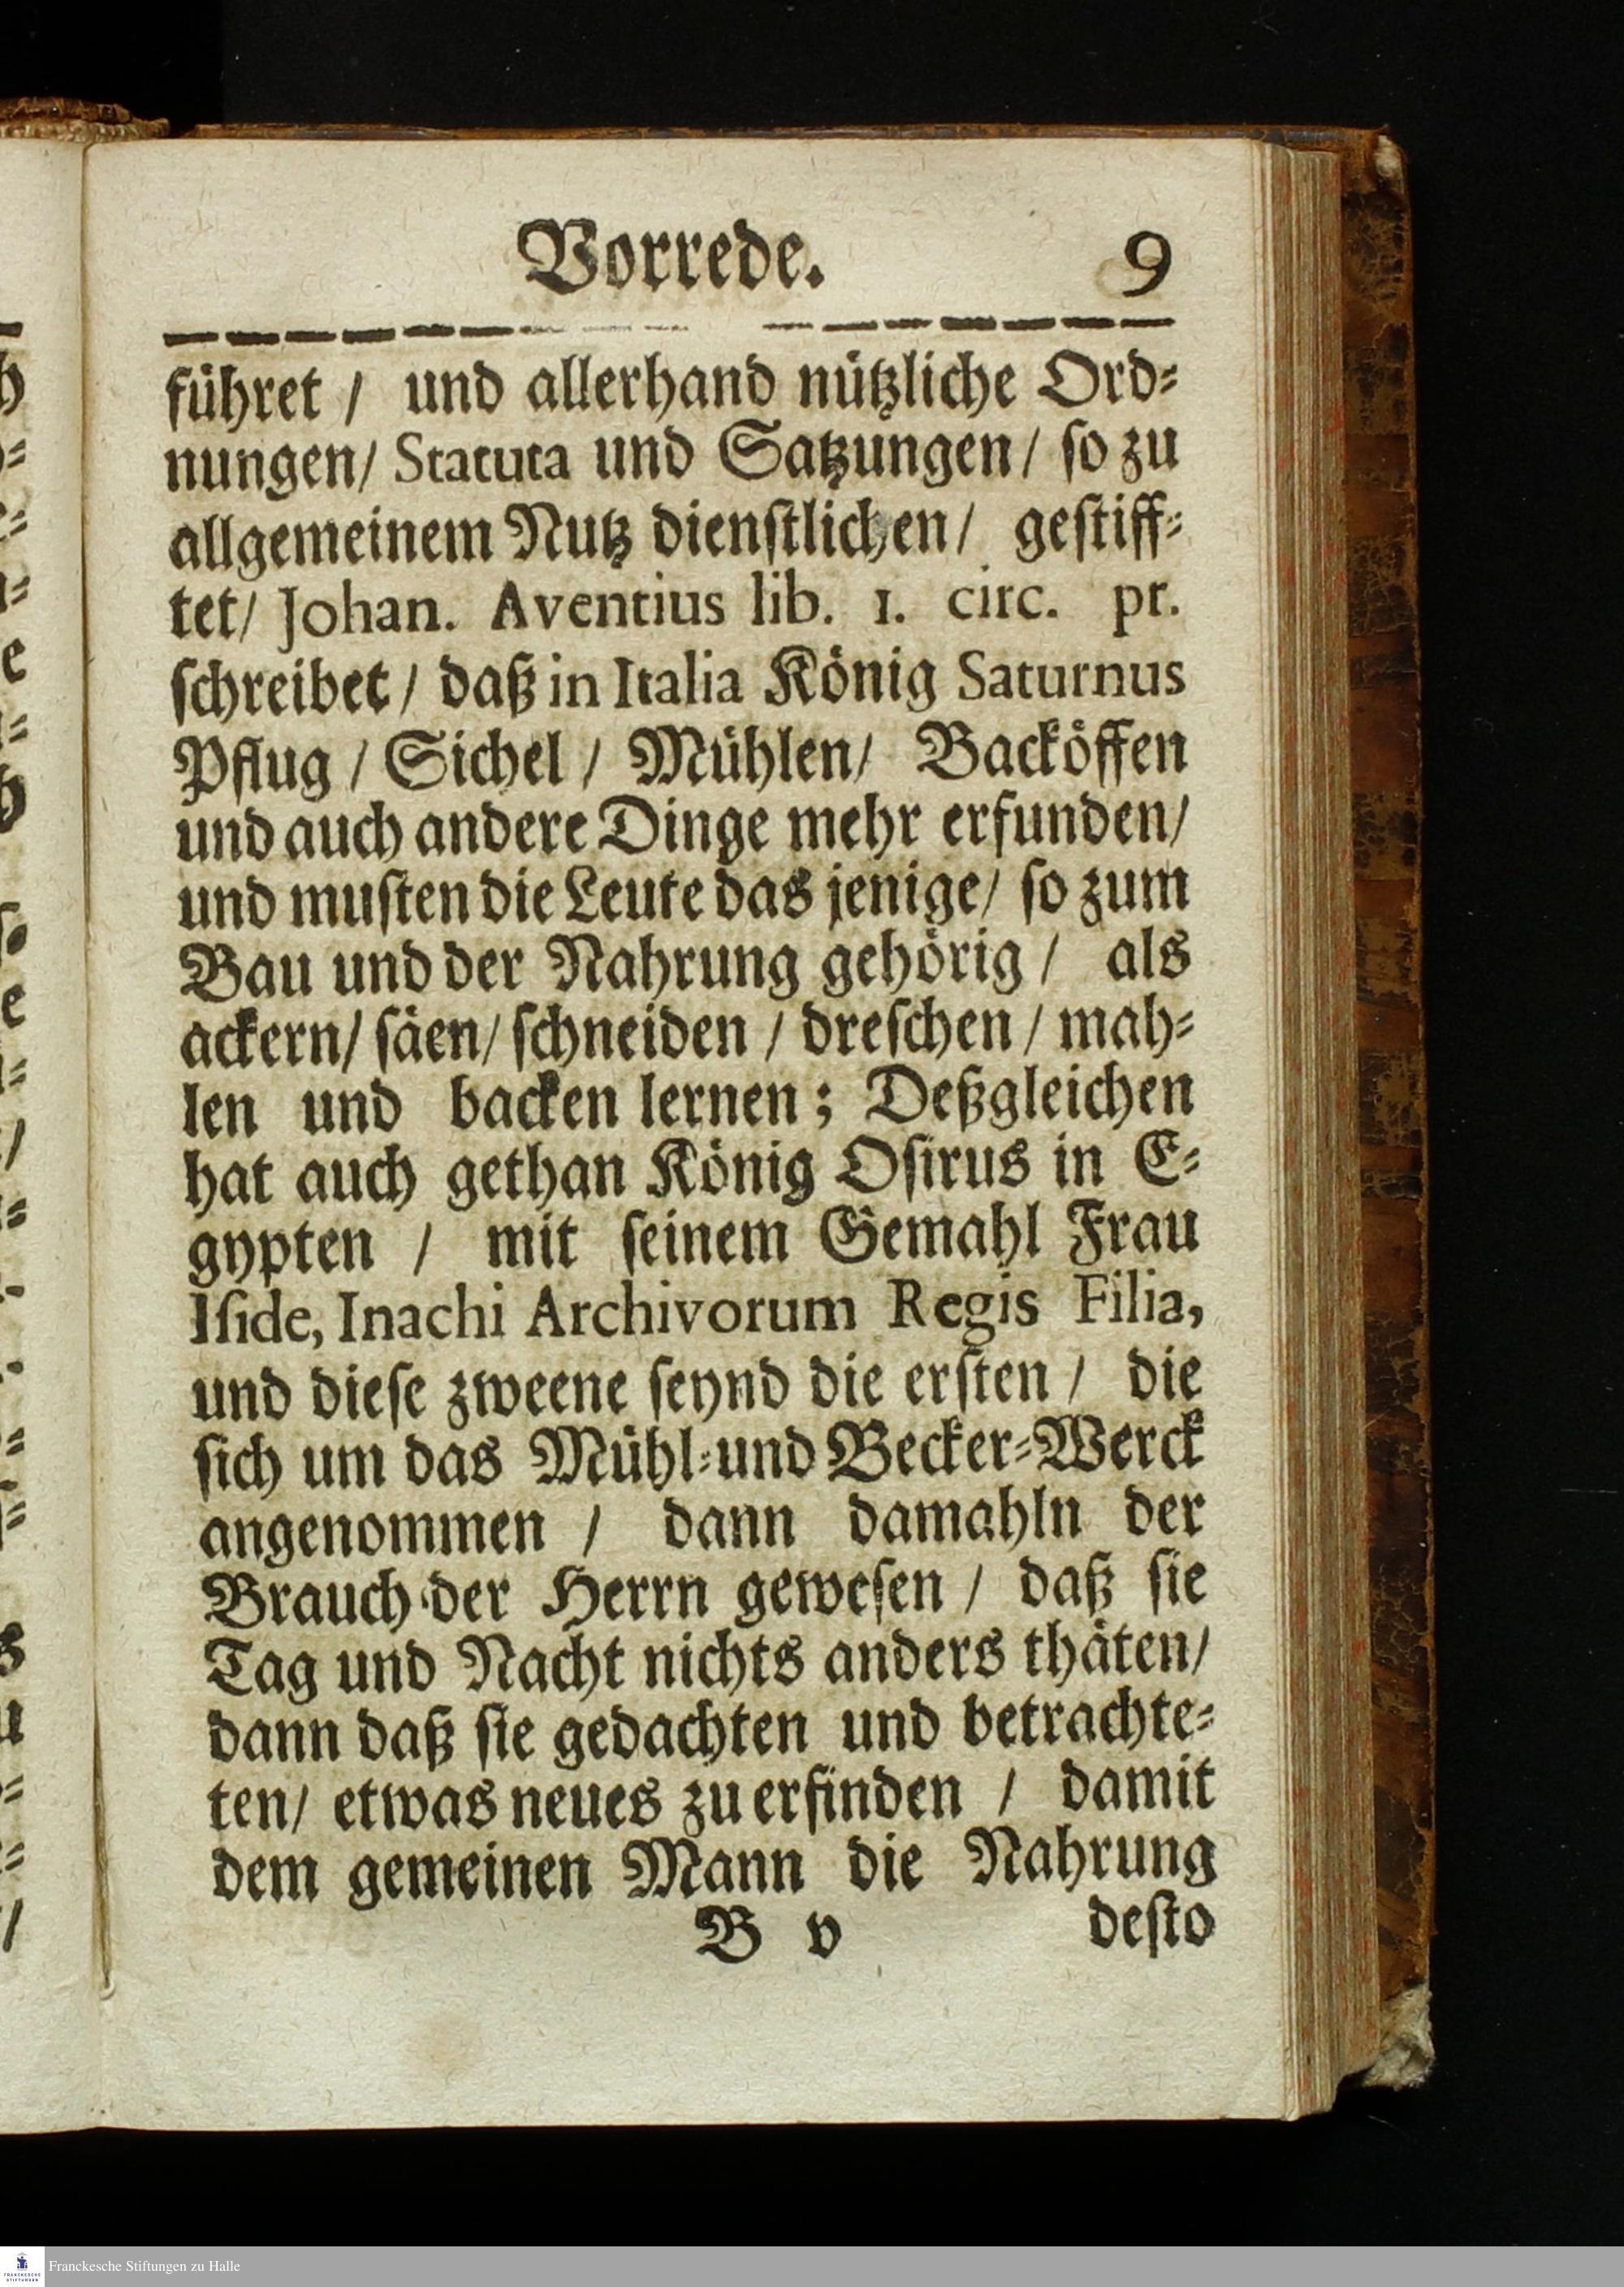 Vorrede. 9
führet / und allerhand nützliche Ord-
nungen/ Statuta und Satzungen/ so zu
allgemeinem Nutz dienstlichen/ gestiff-
tet/ Johan. Aventius lib. 1. circ. pr.
schreibet/ daß in Italia König Saturnus
Pflug / Sichel / Mühlen/ Backöffen
und auch andere Dinge mehr erfunden/
und musten die Leute das jenige/ so zum
Bau und der Nahrung gehörig / als
ackern/ säen/ schneiden / dreschen / mah-
len und backen lernen; Deßgleichen
hat auch gethan König Osirus in E-
gypten / mit seinem Gemahl Frau
Iside, Inachi Archivorum Regis Filia,
und diese zweene seynd die ersten / die
sich um das Mühl-und Becker-Werck
angenommen / dann damahln der
Brauch der Herrn gewesen / daß sie
Tag und Nacht nichts anders thäten/
dann daß sie gedachten und betrachte-
ten/ etwas neues zu erfinden / damit
dem gemeinen Mann die Nahrung
B v desto
Franckesche Stiftungen zu Halle